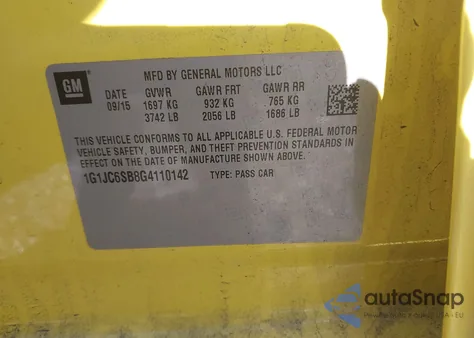 GM
MFD BY GENERAL MOTORS LLC
DATE GVWR GAWR FRT GAWR RR
09/15 1697 KG 932 KG 765 KG
3742 LB 2056 LB 1686 LB
THIS VEHICLE CONFORMS TO ALL APPLICABLE U.S. FEDERAL MOTOR
VEHICLE SAFETY, BUMPER, AND THEFT PREVENTION STANDARDS IN
EFFECT ON THE DATE OF MANUFACTURE SHOWN ABOVE.
1G1JC6SB8G4110142 TYPE: PASS CAR
autoSnap